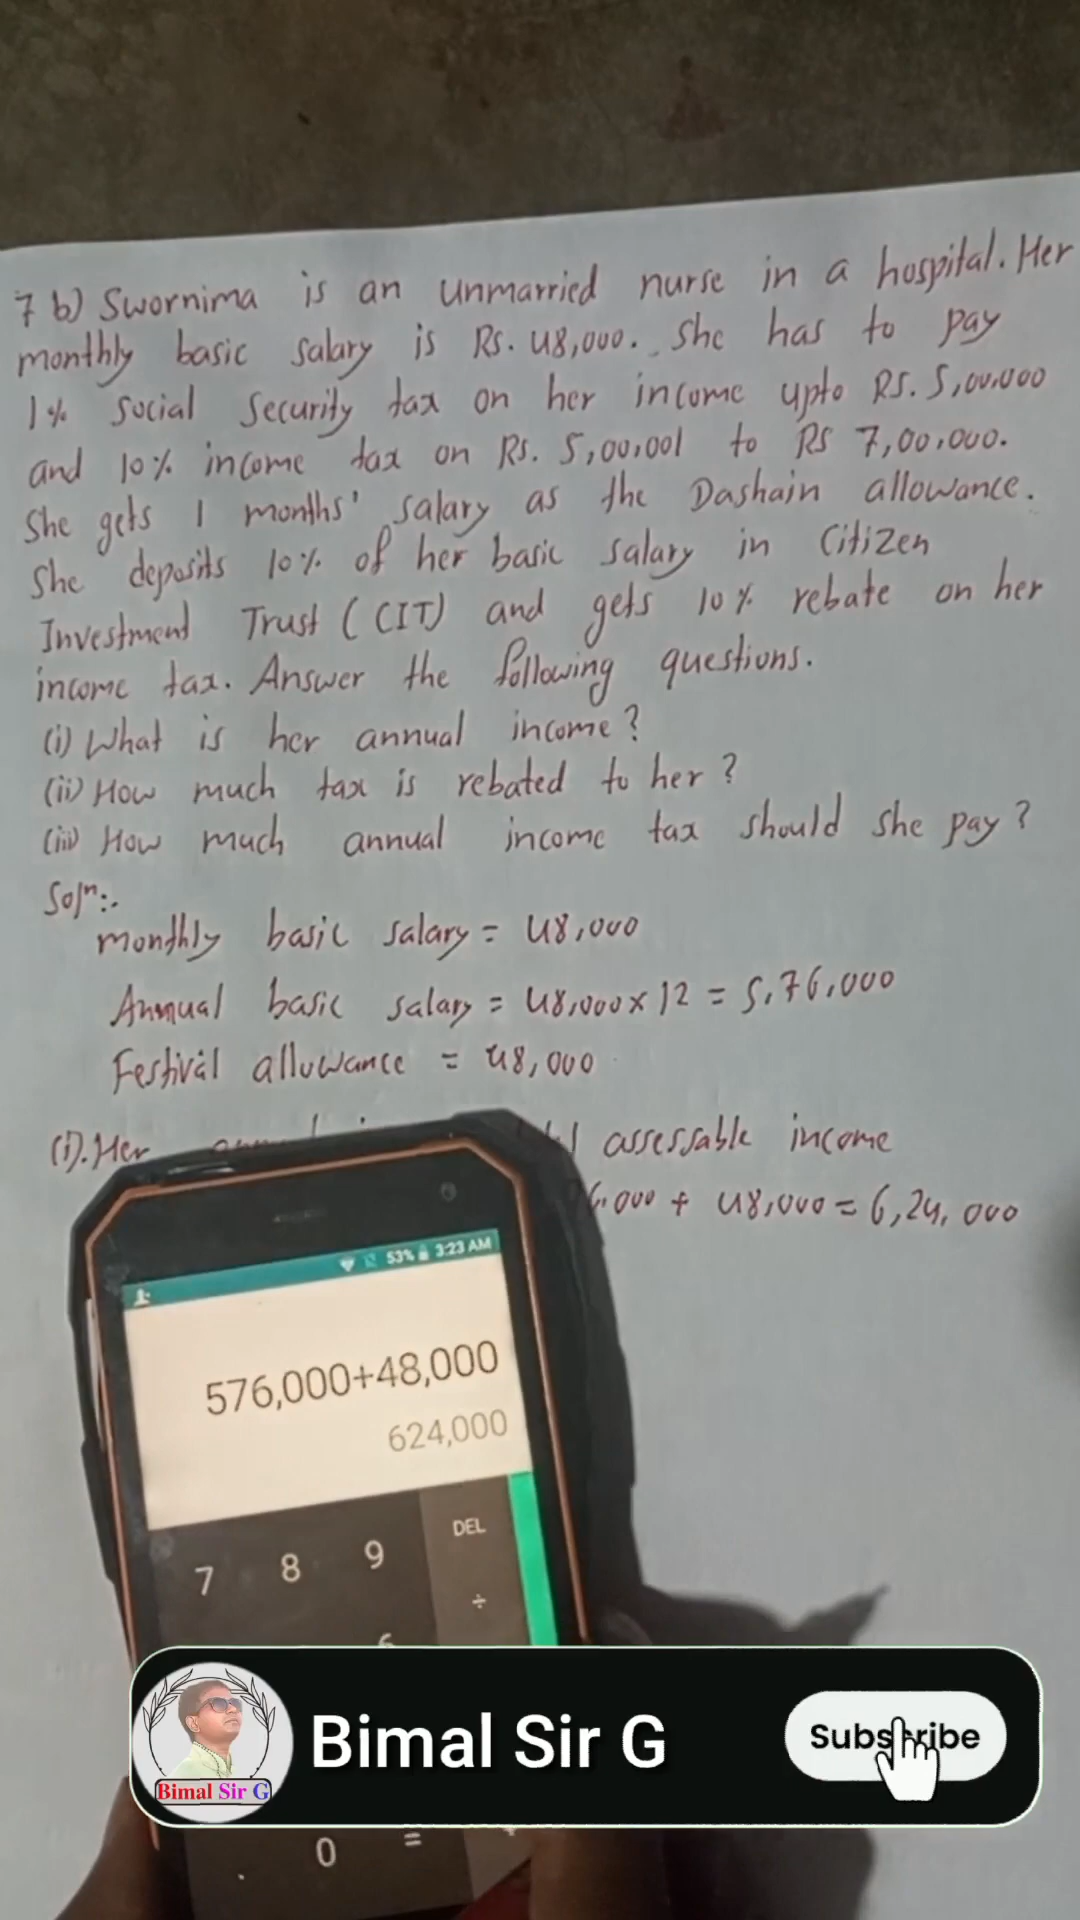 7 b) Swornima is an unmarried nurse in a hospital. Her
monthly basic salary is Rs. 48,000. She has to pay
1% social security tax on her income upto RS. 5,00,000
and 10% income tax on Rs. 5,00,001 to RS 7,00,000.
She gets 1 months' salary as the Dashain allowance.
She deposits 10% of her basic salary in Citizen
Investment Trust (CIT) and gets 10% rebate on her
income tax. Answer the following questions.
(i) What is her annual income?
(ii) How much tax is rebated to her?
(iii) How much annual income tax should she pay?
Solⁿ:.
monthly basic salary = 48,000
Annual basic salary = 48,000 x 12 = 5,76,000
Festival allowance = 48,000
(i). Her assessable income
6,000 + 48,000 = 6,24,000
53% 3:23 AM
576,000+48,000
624,000
DEL
7 8 9
÷
6
Bimal Sir G
Subscribe
Bimal Sir G
. 0 = +